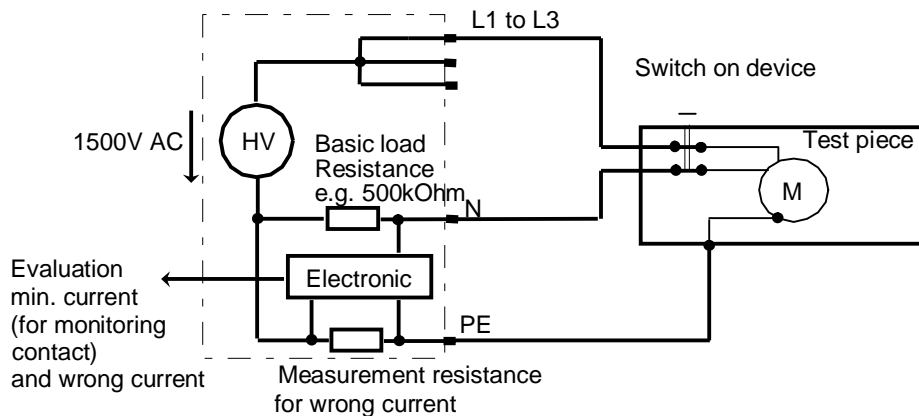 L1 to L3
Switch on device
1500V AC
HV
Basic load
Resistance
e.g. 500kOhm
N
Test piece
M
Evaluation
min. current
(for monitoring
contact)
and wrong current
Electronic
PE
Measurement resistance
for wrong current